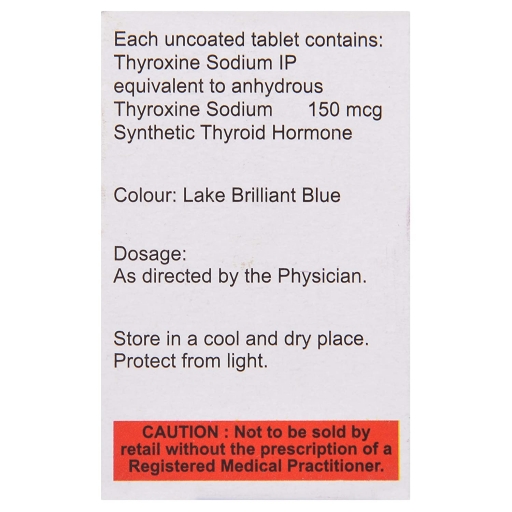 Each uncoated tablet contains:
Thyroxine Sodium IP
equivalent to anhydrous
Thyroxine Sodium 150 mcg
Synthetic Thyroid Hormone
Colour: Lake Brilliant Blue
Dosage:
As directed by the Physician.
Store in a cool and dry place.
Protect from light.
CAUTION : Not to be sold by
retail without the prescription of a
Registered Medical Practitioner.